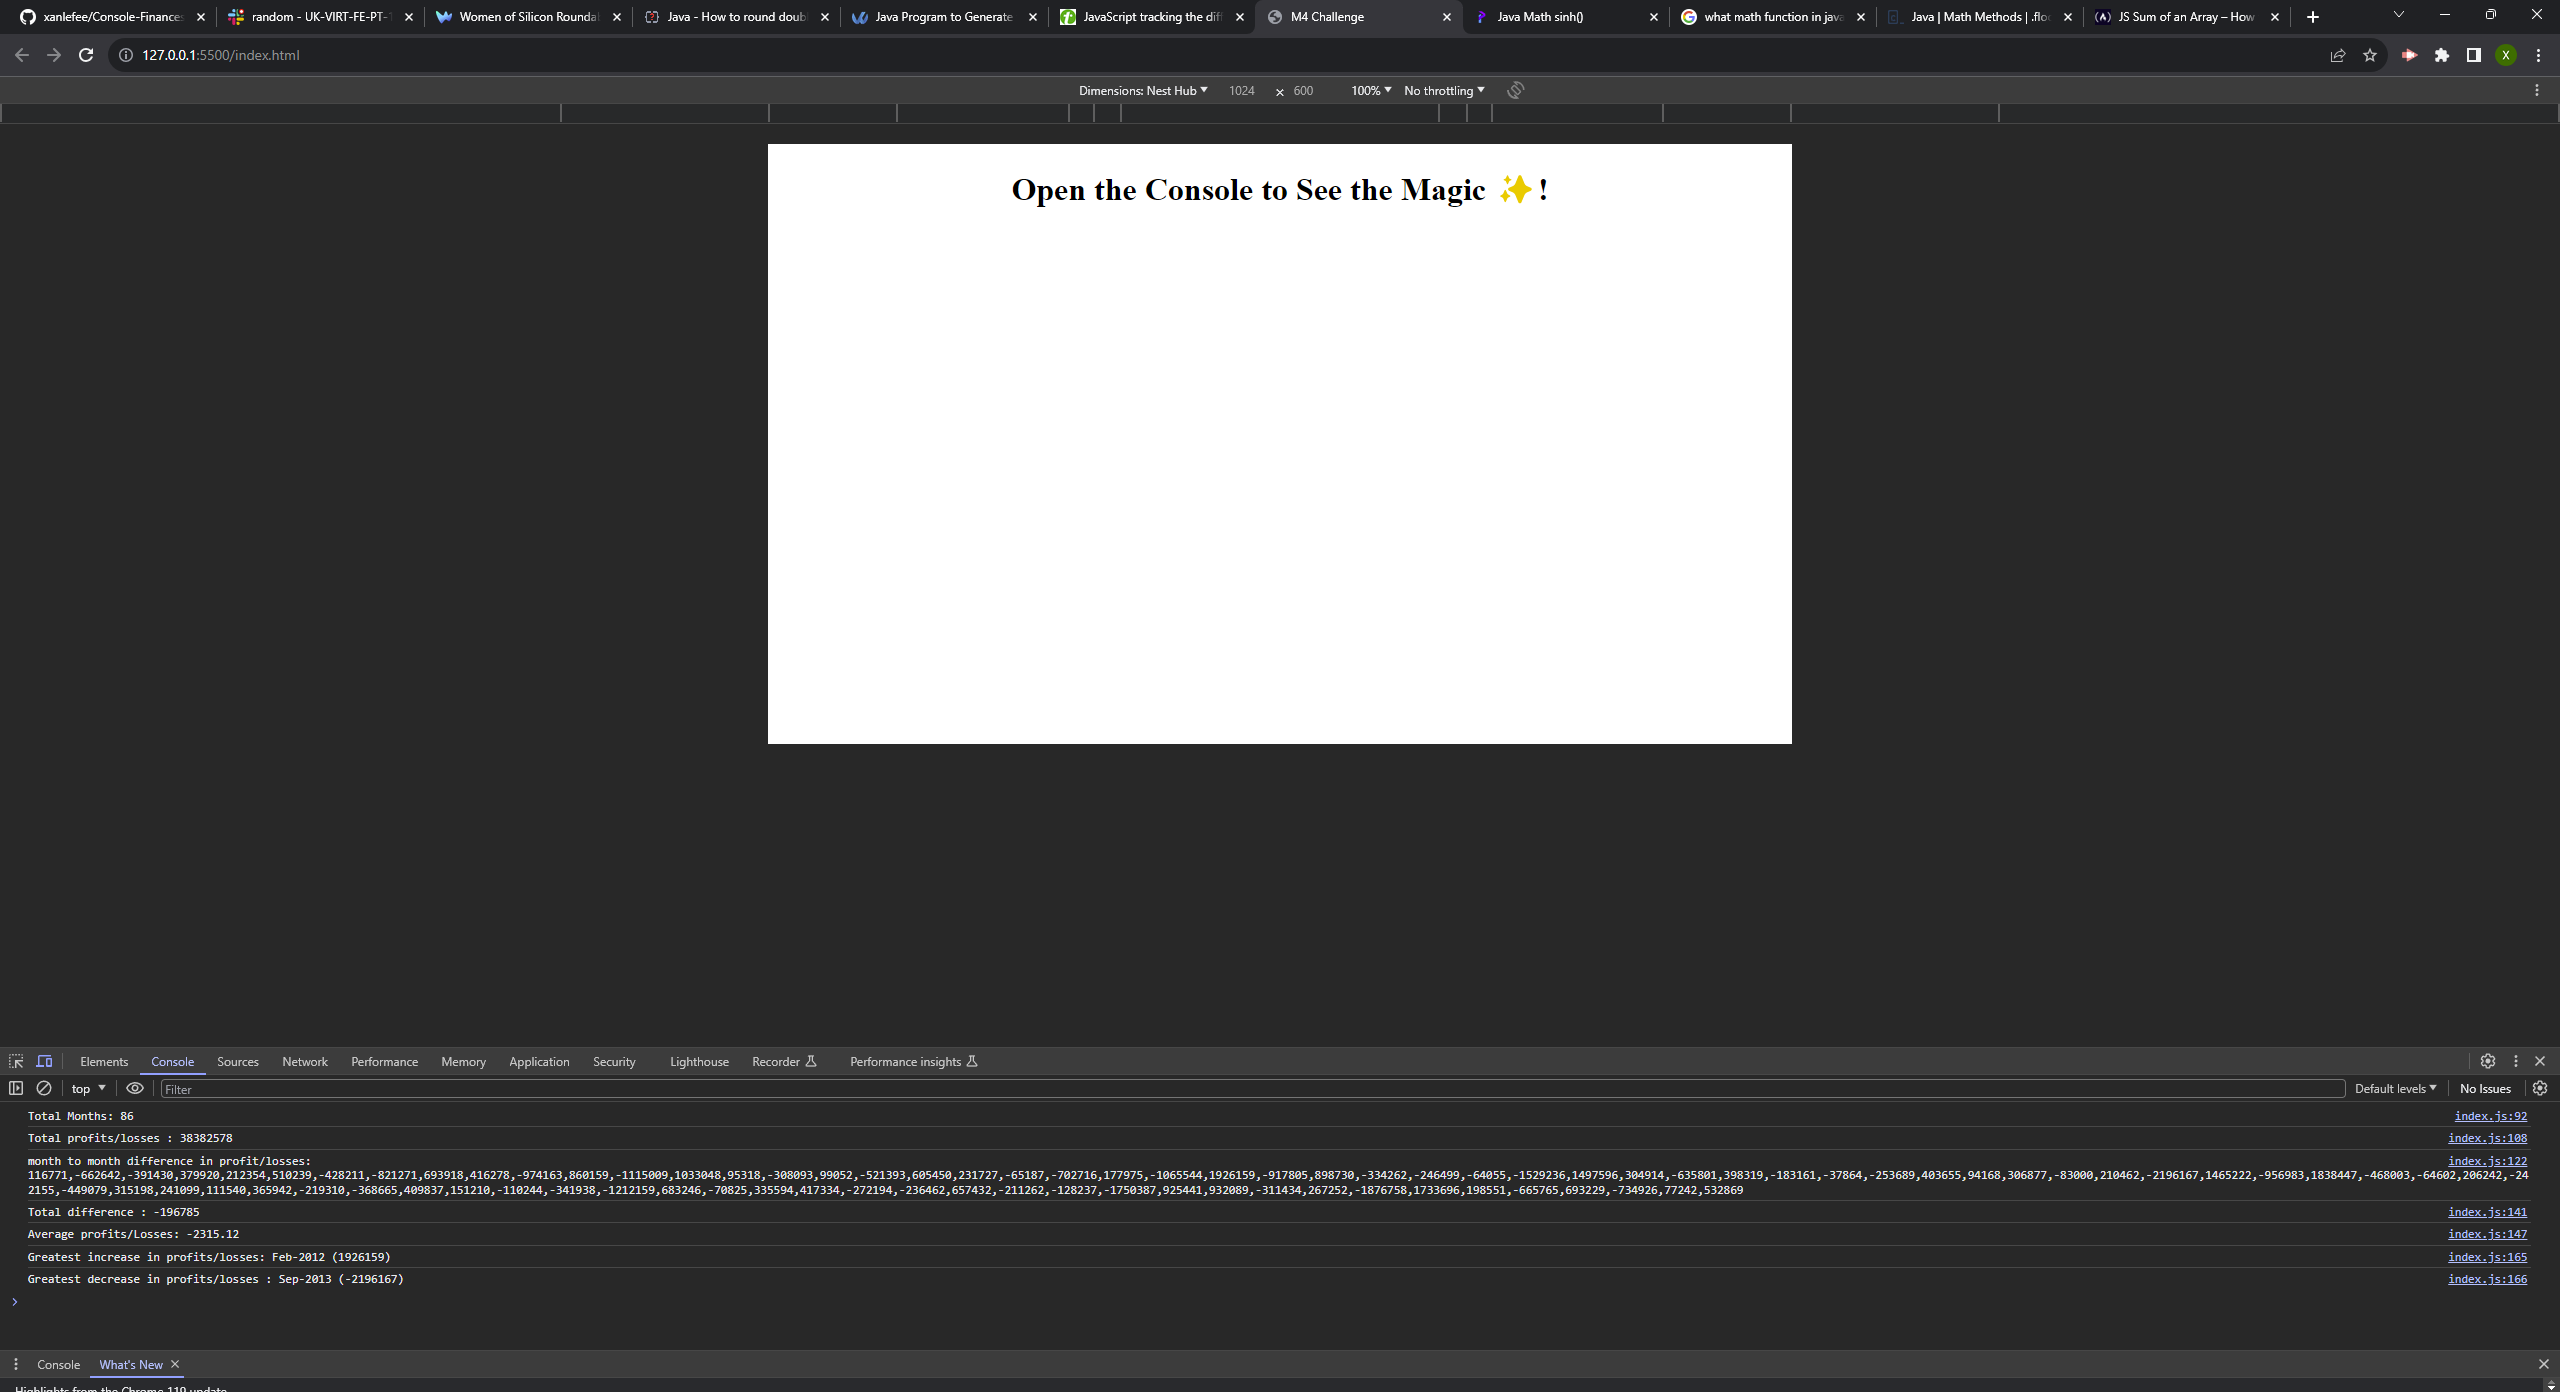 xanlefee/Console-Finances
random - UK-VIRT-FE-PT-1
Women of Silicon Rounda
Java - How to round doub
Java Program to Generate
JavaScript tracking the dif
M4 Challenge
Java Math sinh()
what math function in java
Java | Math Methods | .floo
JS Sum of an Array – How
127.0.0.1:5500/index.html
X
Dimensions: Nest Hub 1024 × 600 100% No throttling
Open the Console to See the Magic ✨!
Elements Console Sources Network Performance Memory Application Security Lighthouse Recorder Performance insights
top Filter Default levels No Issues
Total Months: 86 index.js:92
Total profits/losses : 38382578 index.js:108
month to month difference in profit/losses: index.js:122
116771,-662642,-391430,379920,212354,510239,-428211,-821271,693918,416278,-974163,860159,-1115009,1033048,95318,-308093,99052,-521393,605450,231727,-65187,-702716,177975,-1065544,1926159,-917805,898730,-334262,-246499,-64055,-1529236,1497596,304914,-635801,398319,-183161,-37864,-253689,403655,94168,306877,-83000,210462,-2196167,1465222,-956983,1838447,-468003,-64602,206242,-24
2155,-449079,315198,241099,111540,365942,-219310,-368665,409837,151210,-110244,-341938,-1212159,683246,-70825,335594,417334,-272194,-236462,657432,-211262,-128237,-1750387,925441,932089,-311434,267252,-1876758,1733696,198551,-665765,693229,-734926,77242,532869
Total difference : -196785 index.js:141
Average profits/Losses: -2315.12 index.js:147
Greatest increase in profits/losses: Feb-2012 (1926159) index.js:165
Greatest decrease in profits/losses : Sep-2013 (-2196167) index.js:166
Console What's New
Highlights from the Chrome 119 update